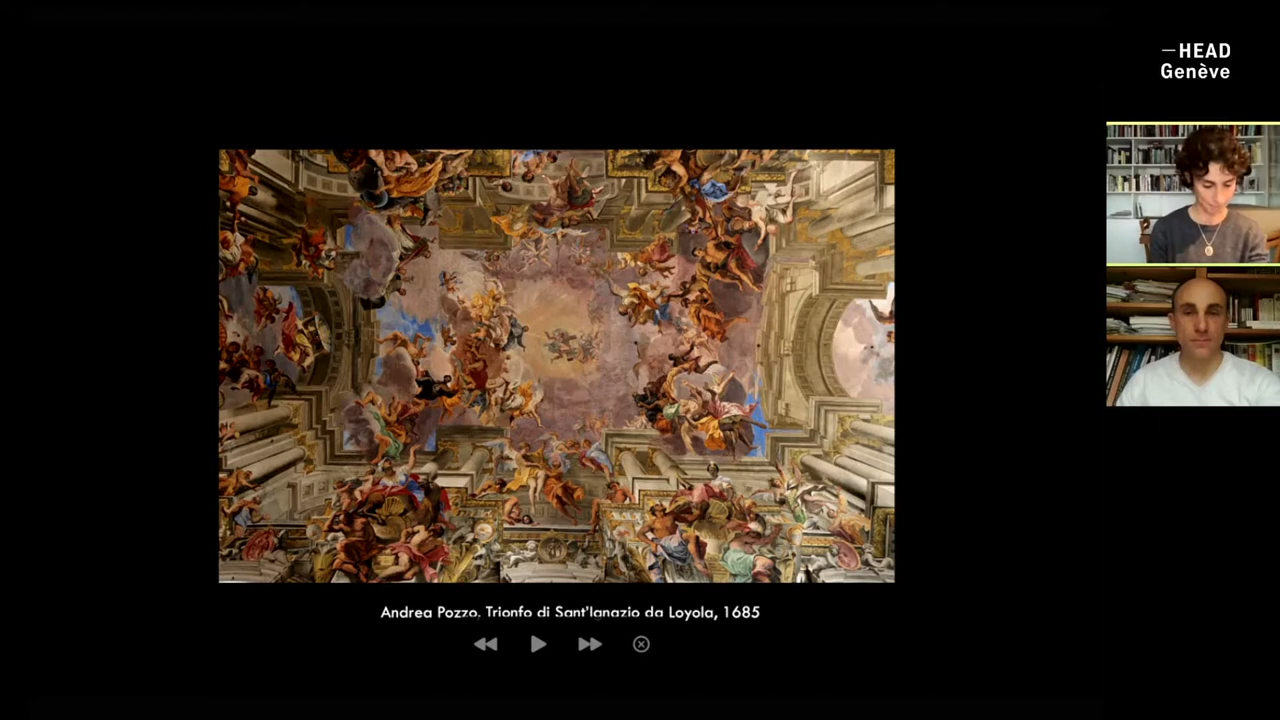 —HEAD
Genève
Andrea Pozzo, Trionfo di Sant'Ignazio da Loyola, 1685